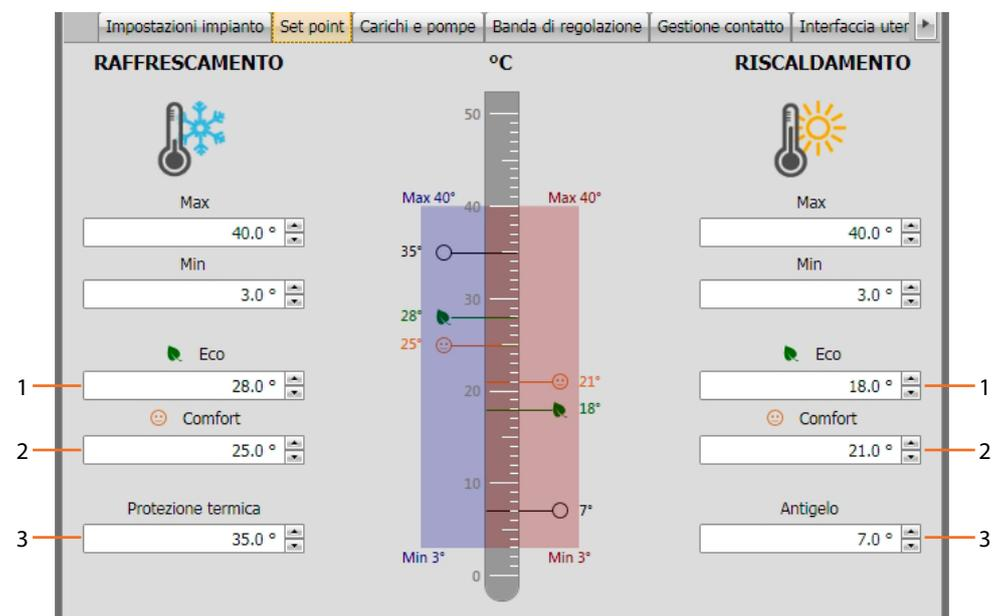 Impostazioni impianto Set point Carichi e pompe Banda di regolazione Gestione contatto Interfaccia uter
RAFFRESCAMENTO °C RISCALDAMENTO
50
Max Max 40° 40 Max 40° Max
40.0 ° 35° 40.0 °
Min Min
3.0 ° 30 3.0 °
28°
Eco 25° Eco
1 28.0 ° 20 21° 18.0 ° 1
Comfort 18° Comfort
2 25.0 ° 21.0 ° 2
10
Protezione termica 7° Antigelo
3 35.0 ° 7.0 ° 3
Min 3° Min 3°
0